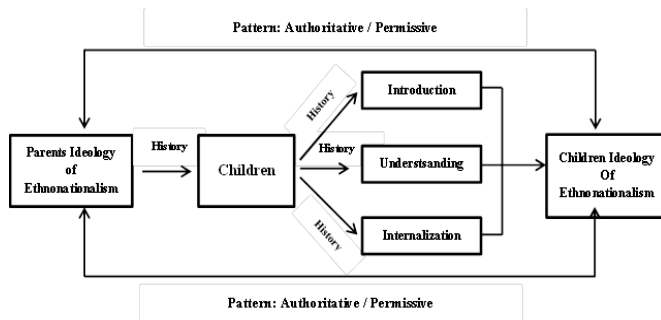 Pattern: Authoritative / Permissive
History
Introduction
Parents Ideology
of
Ethnonationalism
History
Children
History
Understsanding
Children Ideology
Of
Ethnonationalism
History
Internalization
Pattern: Authoritative / Permissive